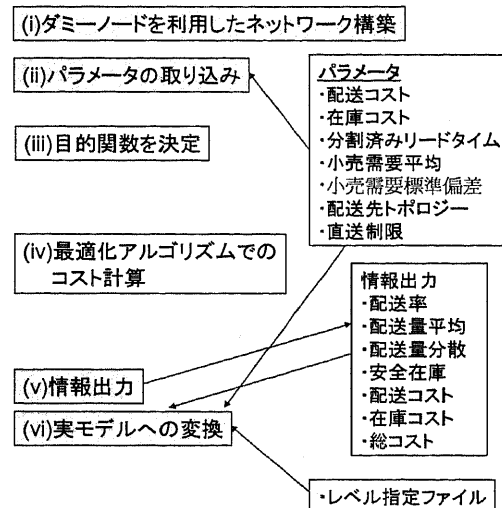 (i)ダミーノードを利用したネットワーク構築
(ii)パラメータの取り込み
(iii)目的関数を決定
(iv)最適化アルゴリズムでの
コスト計算
(v)情報出力
(vi)実モデルへの変換
パラメータ
・配送コスト
・在庫コスト
・分割済みリードタイム
・小売需要平均
・小売需要標準偏差
・配送先トポロジー
・直送制限
情報出力
・配送率
・配送量平均
・配送量分散
・安全在庫
・配送コスト
・在庫コスト
・総コスト
・レベル指定ファイル